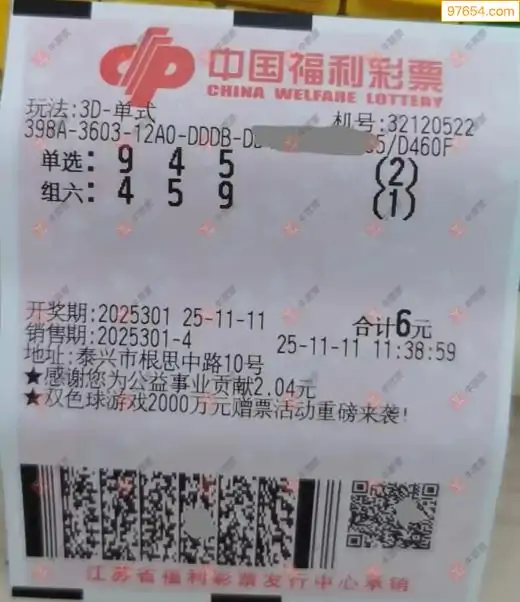 97654.com
中国福利彩票
CHINA WELFARE LOTTERY
玩法:3D-单式
机号:32120522
398A-3603-12A0-DDDB-D 5/D460F
单选: 9 4 5 (2)
组六: 4 5 9 (1)
开奖期:2025301 25-11-11 合计6元
销售期:2025301-4 25-11-11 11:38:59
地址:泰兴市根思中路10号
★感谢您为公益事业贡献2.04元
★双色球游戏2000万元赠票活动重磅来袭!
江苏省福利彩票发行中心承销